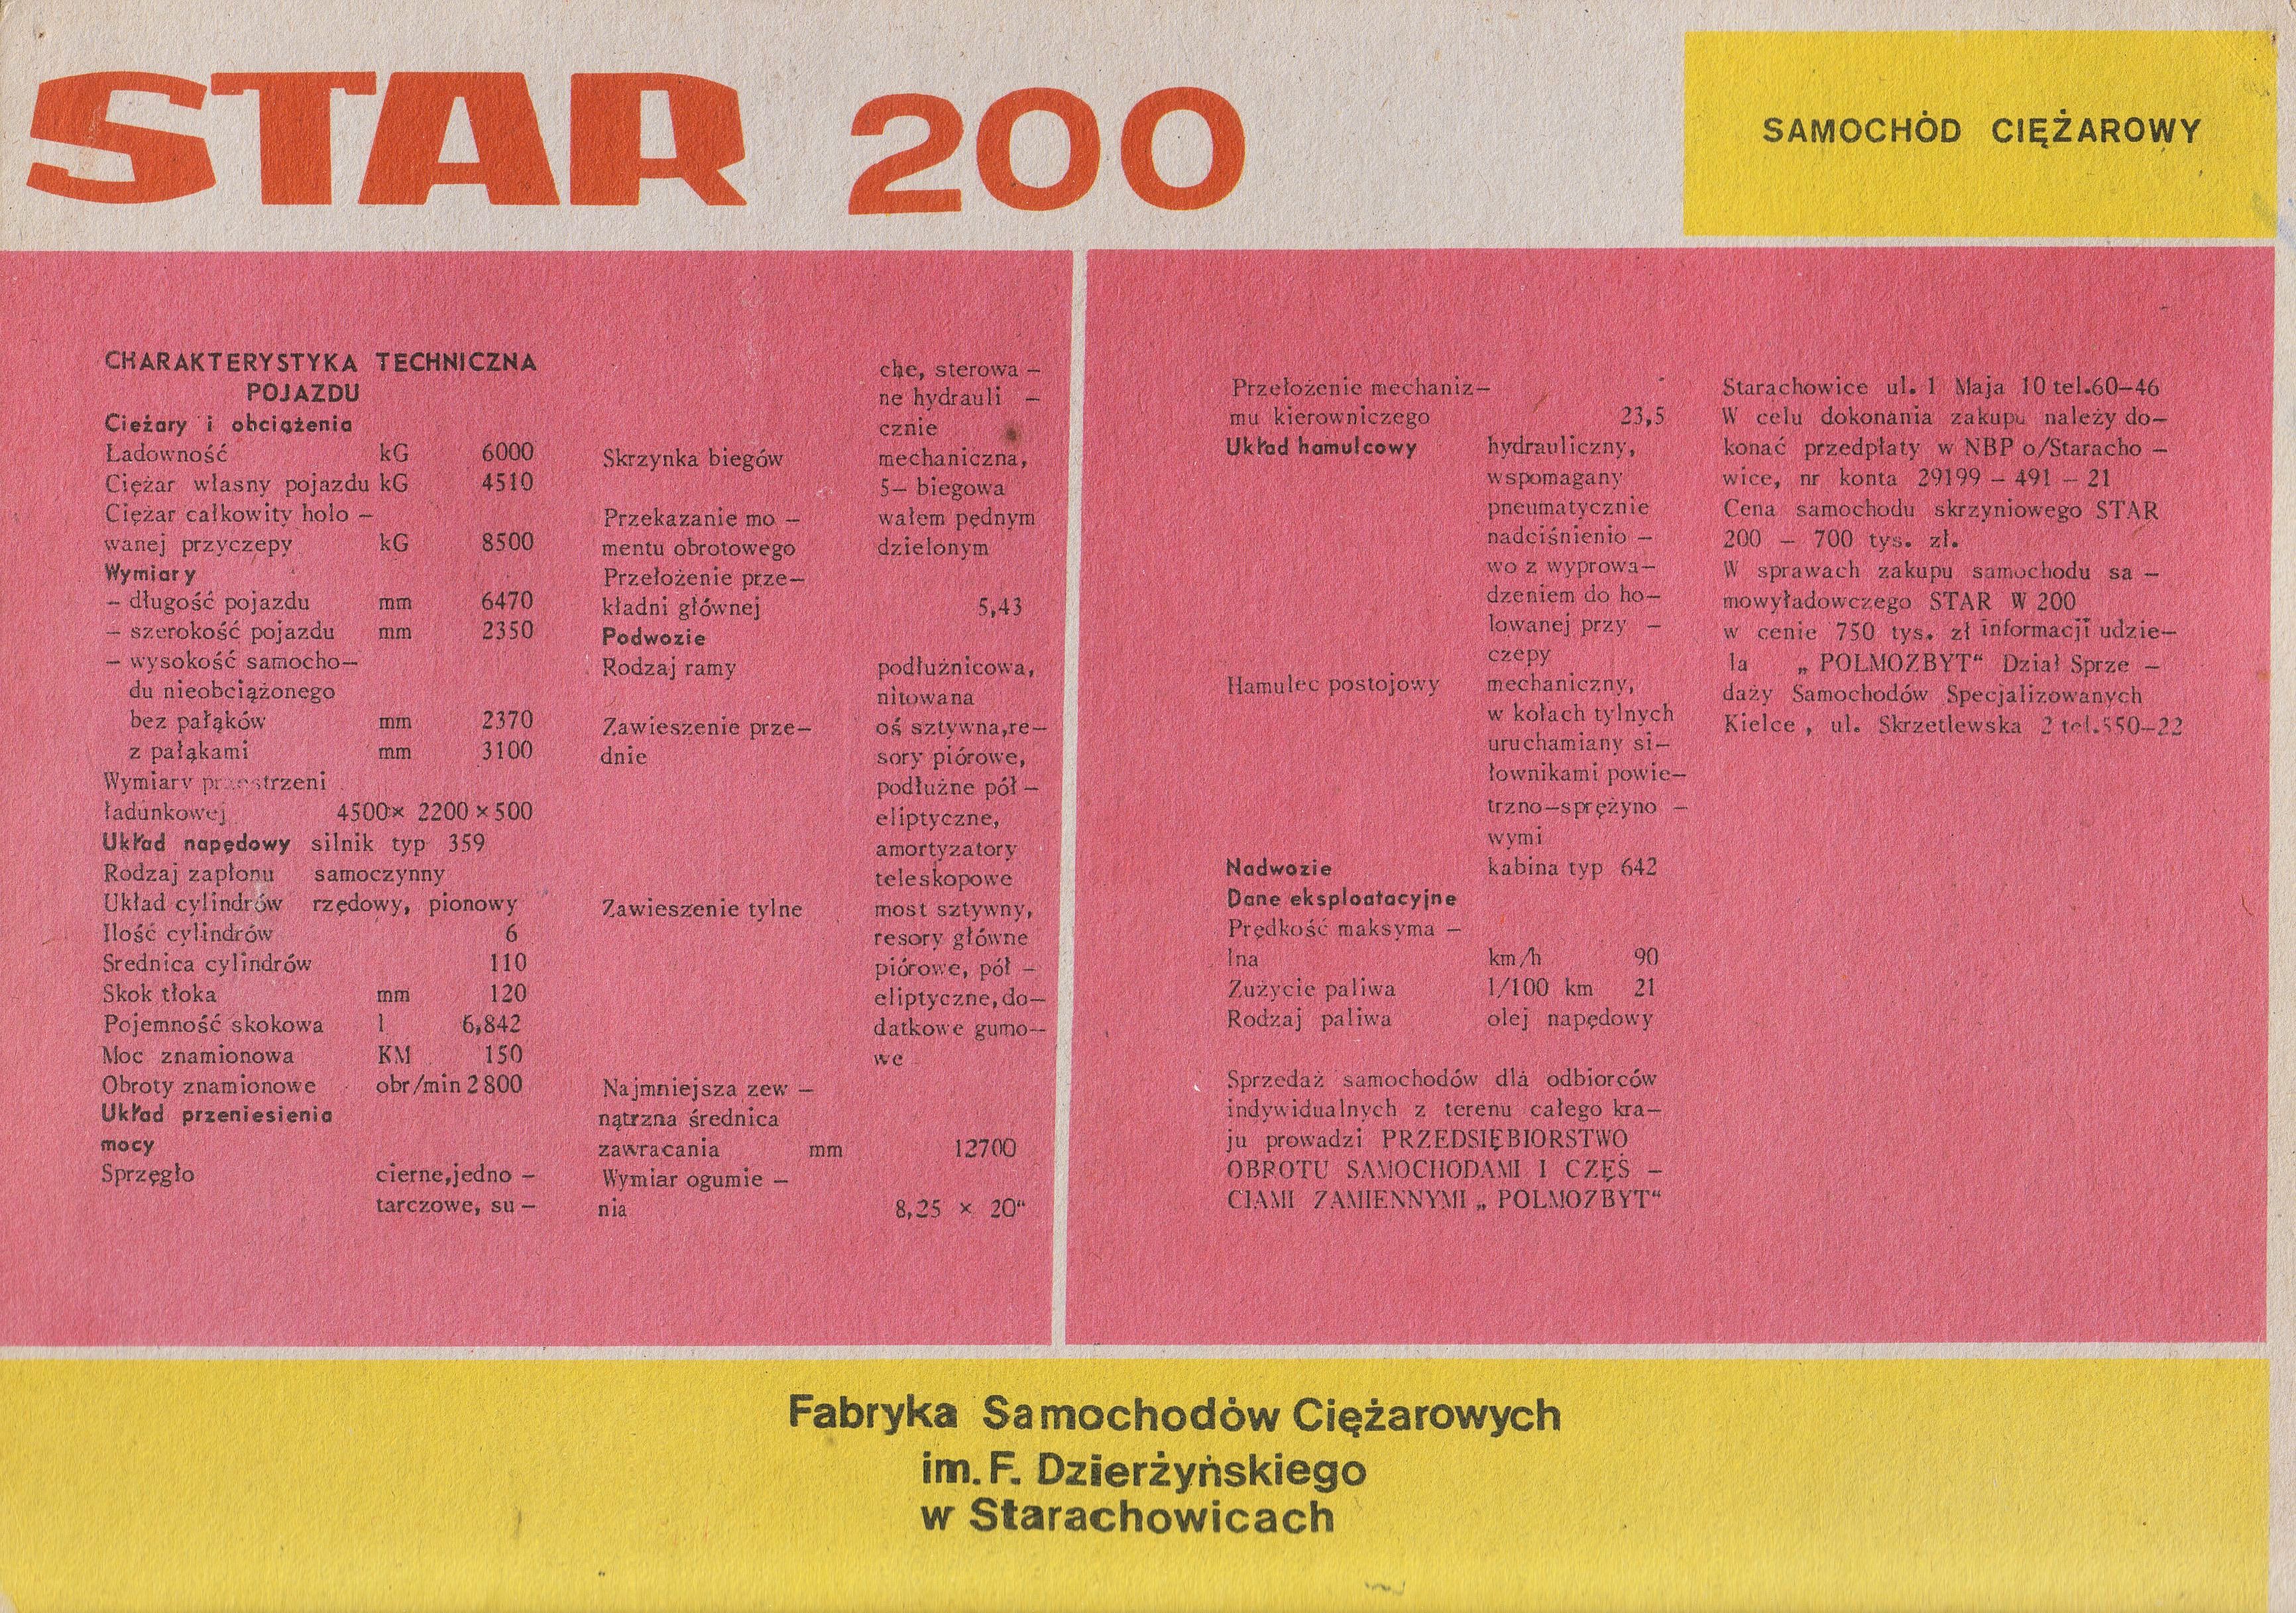 STAR 200
SAMOCHÓD CIĘŻAROWY
CHARAKTERYSTYKA TECHNICZNA
POJAZDU
Ciężary i obciążenia
Ładowność kG 6000
Ciężar własny pojazdu kG 4510
Ciężar całkowity holo –
wanej przyczepy kG 8500
Wymiary
– długość pojazdu mm 6470
– szerokość pojazdu mm 2350
– wysokość samocho–
du nieobciążonego
bez pałąków mm 2370
z pałąkami mm 3100
Wymiary przestrzeni
ładunkowej 4500 × 2200 × 500
Układ napędowy silnik typ 359
Rodzaj zapłonu samoczynny
Układ cylindrów rzędowy, pionowy
Ilość cylindrów 6
Srednica cylindrów 110
Skok tłoka mm 120
Pojemność skokowa l 6,842
Moc znamionowa KM 150
Obroty znamionowe obr/min 2800
Układ przeniesienia
mocy
Sprzęgło cierne,jedno –
tarczowe, su –
che, sterowa –
ne hydrauli –
cznie
Skrzynka biegów mechaniczna,
5– biegowa
Przekazanie mo – wałem pędnym
mentu obrotowego dzielonym
Przełożenie prze–
kładni głównej 5,43
Podwozie
Rodzaj ramy podłużnicowa,
nitowana
Zawieszenie prze– oś sztywna,re–
dnie sory piórowe,
podłużne pół –
eliptyczne,
amortyzatory
teleskopowe
Zawieszenie tylne most sztywny,
resory główne
piórowe, pół –
eliptyczne,do–
datkowe gumo–
we
Najmniejsza zew –
nątrzna średnica
zawracania mm 12700
Wymiar ogumie –
nia 8,25 × 20“
Przełożenie mechaniz–
mu kierowniczego 23,5
Układ hamulcowy hydrauliczny,
wspomagany
pneumatycznie
nadciśnienio –
wo z wyprowa–
dzeniem do ho–
lowanej przy –
czepy
Hamulec postojowy mechaniczny,
w kołach tylnych
uruchamiany si–
łownikami powie–
trzno–sprężyno –
wymi
Nadwozie kabina typ 642
Dane eksploatacyjne
Prędkość maksyma –
lna km/h 90
Zużycie paliwa l/100 km 21
Rodzaj paliwa olej napędowy
Sprzedaż samochodów dla odbiorców
indywidualnych z terenu całego kra–
ju prowadzi PRZEDSIĘBIORSTWO
OBROTU SAMOCHODAMI I CZĘŚ –
CIAMI ZAMIENNYMI „ POLMOZBYT“
Starachowice ul. 1 Maja 10 tel.60–46
W celu dokonania zakupu należy do–
konać przedpłaty w NBP o/Staracho –
wice, nr konta 29199 – 491 – 21
Cena samochodu skrzyniowego STAR
200 – 700 tys. zł.
W sprawach zakupu samochodu sa –
mowyładowczego STAR W 200
w cenie 750 tys. zł informacji udzie–
la „ POLMOZBYT“ Dział Sprze –
daży Samochodów Specjalizowanych
Kielce , ul. Skrzetlewska 2 tel.550–22
Fabryka Samochodów Ciężarowych
im. F. Dzierżyńskiego
w Starachowicach